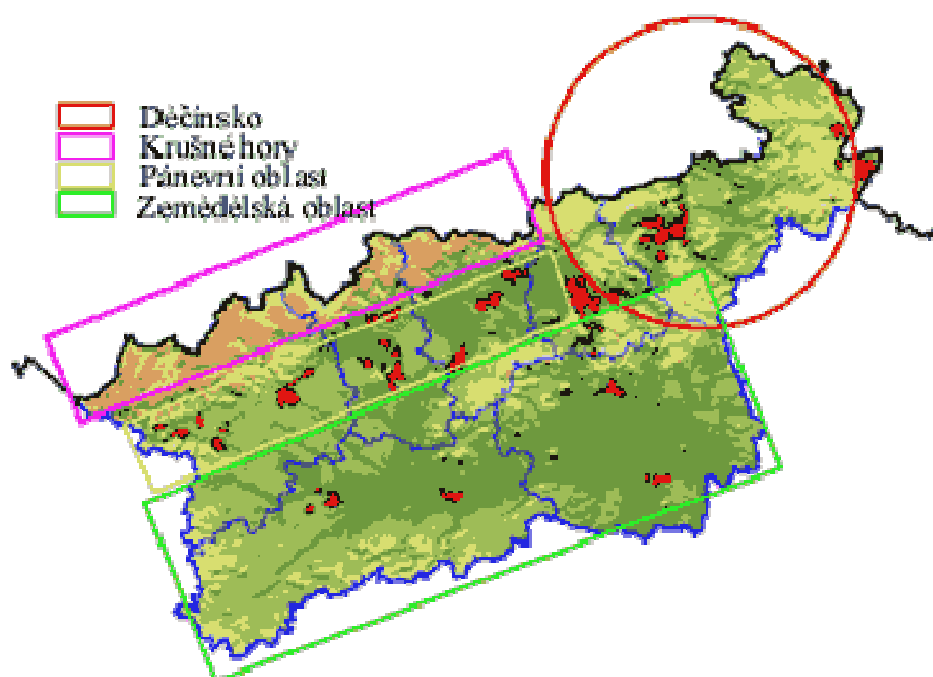 Děčínsko
Krušné hory
Pánevní oblast
Zemědělská oblast